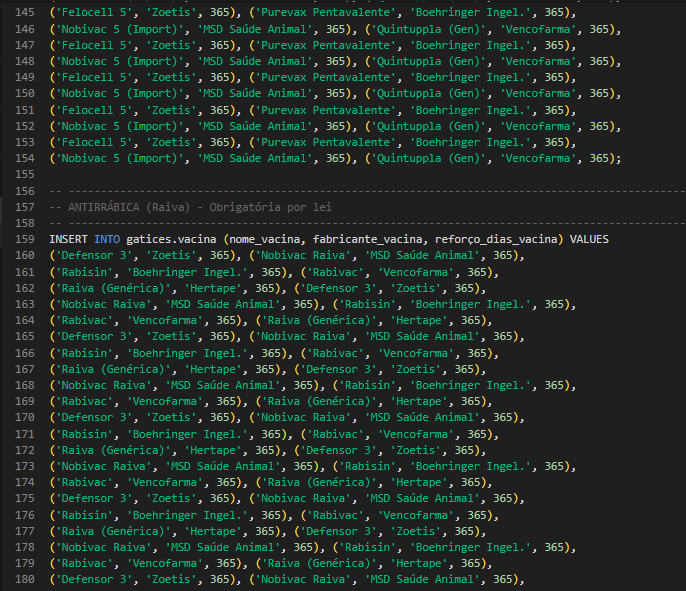 145 ('Felocell 5', 'Zoetis', 365), ('Purevax Pentavalente', 'Boehringer Ingel.', 365),
146 ('Nobivac 5 (Import)', 'MSD Saúde Animal', 365), ('Quintuppla (Gen)', 'Vencofarma', 365),
147 ('Felocell 5', 'Zoetis', 365), ('Purevax Pentavalente', 'Boehringer Ingel.', 365),
148 ('Nobivac 5 (Import)', 'MSD Saúde Animal', 365), ('Quintuppla (Gen)', 'Vencofarma', 365),
149 ('Felocell 5', 'Zoetis', 365), ('Purevax Pentavalente', 'Boehringer Ingel.', 365),
150 ('Nobivac 5 (Import)', 'MSD Saúde Animal', 365), ('Quintuppla (Gen)', 'Vencofarma', 365),
151 ('Felocell 5', 'Zoetis', 365), ('Purevax Pentavalente', 'Boehringer Ingel.', 365),
152 ('Nobivac 5 (Import)', 'MSD Saúde Animal', 365), ('Quintuppla (Gen)', 'Vencofarma', 365),
153 ('Felocell 5', 'Zoetis', 365), ('Purevax Pentavalente', 'Boehringer Ingel.', 365),
154 ('Nobivac 5 (Import)', 'MSD Saúde Animal', 365), ('Quintuppla (Gen)', 'Vencofarma', 365);
155
156 -- ---------------------------------------------------------------------------------
157 -- ANTIRRÁBICA (Raiva) - Obrigatória por lei
158 -- ---------------------------------------------------------------------------------
159 INSERT INTO gatices.vacina (nome_vacina, fabricante_vacina, reforço_dias_vacina) VALUES
160 ('Defensor 3', 'Zoetis', 365), ('Nobivac Raiva', 'MSD Saúde Animal', 365),
161 ('Rabisin', 'Boehringer Ingel.', 365), ('Rabivac', 'Vencofarma', 365),
162 ('Raiva (Genérica)', 'Hertape', 365), ('Defensor 3', 'Zoetis', 365),
163 ('Nobivac Raiva', 'MSD Saúde Animal', 365), ('Rabisin', 'Boehringer Ingel.', 365),
164 ('Rabivac', 'Vencofarma', 365), ('Raiva (Genérica)', 'Hertape', 365),
165 ('Defensor 3', 'Zoetis', 365), ('Nobivac Raiva', 'MSD Saúde Animal', 365),
166 ('Rabisin', 'Boehringer Ingel.', 365), ('Rabivac', 'Vencofarma', 365),
167 ('Raiva (Genérica)', 'Hertape', 365), ('Defensor 3', 'Zoetis', 365),
168 ('Nobivac Raiva', 'MSD Saúde Animal', 365), ('Rabisin', 'Boehringer Ingel.', 365),
169 ('Rabivac', 'Vencofarma', 365), ('Raiva (Genérica)', 'Hertape', 365),
170 ('Defensor 3', 'Zoetis', 365), ('Nobivac Raiva', 'MSD Saúde Animal', 365),
171 ('Rabisin', 'Boehringer Ingel.', 365), ('Rabivac', 'Vencofarma', 365),
172 ('Raiva (Genérica)', 'Hertape', 365), ('Defensor 3', 'Zoetis', 365),
173 ('Nobivac Raiva', 'MSD Saúde Animal', 365), ('Rabisin', 'Boehringer Ingel.', 365),
174 ('Rabivac', 'Vencofarma', 365), ('Raiva (Genérica)', 'Hertape', 365),
175 ('Defensor 3', 'Zoetis', 365), ('Nobivac Raiva', 'MSD Saúde Animal', 365),
176 ('Rabisin', 'Boehringer Ingel.', 365), ('Rabivac', 'Vencofarma', 365),
177 ('Raiva (Genérica)', 'Hertape', 365), ('Defensor 3', 'Zoetis', 365),
178 ('Nobivac Raiva', 'MSD Saúde Animal', 365), ('Rabisin', 'Boehringer Ingel.', 365),
179 ('Rabivac', 'Vencofarma', 365), ('Raiva (Genérica)', 'Hertape', 365),
180 ('Defensor 3', 'Zoetis', 365), ('Nobivac Raiva', 'MSD Saúde Animal', 365),